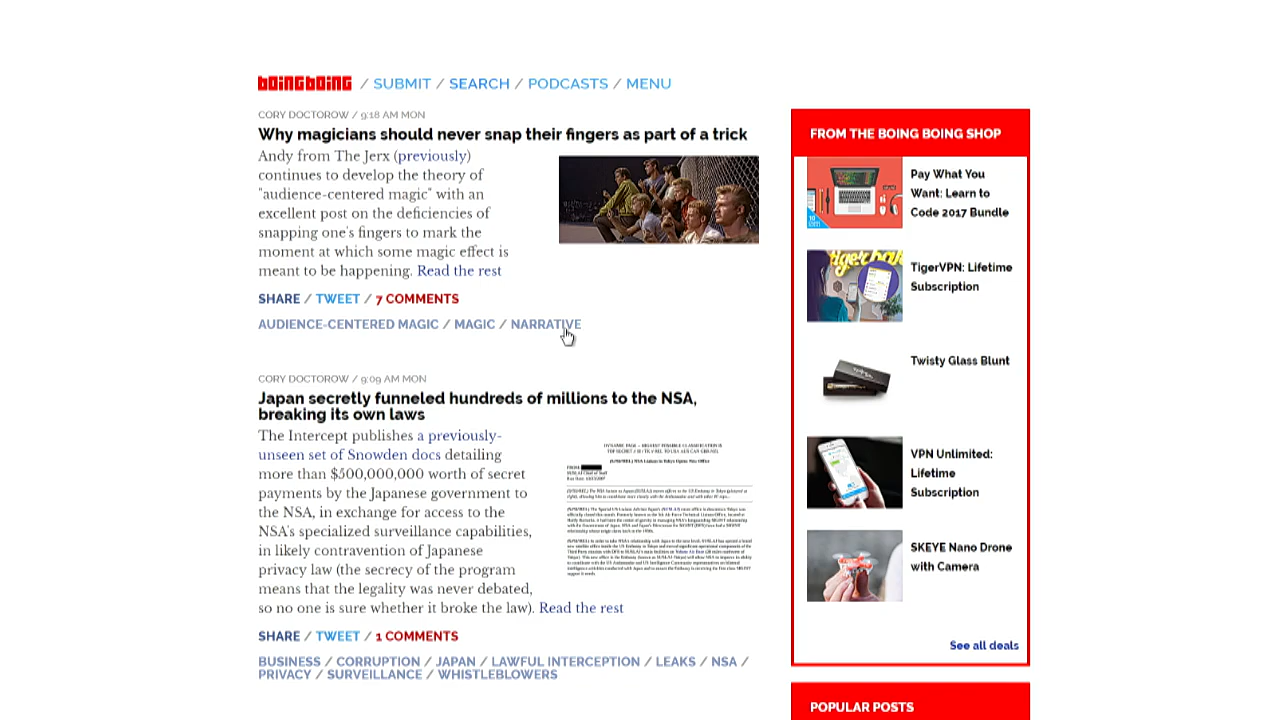 boingboing / SUBMIT / SEARCH / PODCASTS / MENU
CORY DOCTOROW / 9:18 AM MON
Why magicians should never snap their fingers as part of a trick
Andy from The Jerx (previously)
continues to develop the theory of
"audience-centered magic" with an
excellent post on the deficiencies of
snapping one's fingers to mark the
moment at which some magic effect is
meant to be happening. Read the rest
SHARE / TWEET / 7 COMMENTS
AUDIENCE-CENTERED MAGIC / MAGIC / NARRATIVE
CORY DOCTOROW / 9:09 AM MON
Japan secretly funneled hundreds of millions to the NSA,
breaking its own laws
The Intercept publishes a previously-
unseen set of Snowden docs detailing
more than $500,000,000 worth of secret
payments by the Japanese government to
the NSA, in exchange for access to the
NSA's specialized surveillance capabilities,
in likely contravention of Japanese
privacy law (the secrecy of the program
means that the legality was never debated,
so no one is sure whether it broke the law). Read the rest
SHARE / TWEET / 1 COMMENTS
BUSINESS / CORRUPTION / JAPAN / LAWFUL INTERCEPTION / LEAKS / NSA /
PRIVACY / SURVEILLANCE / WHISTLEBLOWERS
FROM THE BOING BOING SHOP
Pay What You
Want: Learn to
Code 2017 Bundle
TigerVPN: Lifetime
Subscription
Twisty Glass Blunt
VPN Unlimited:
Lifetime
Subscription
SKEYE Nano Drone
with Camera
See all deals
POPULAR POSTS